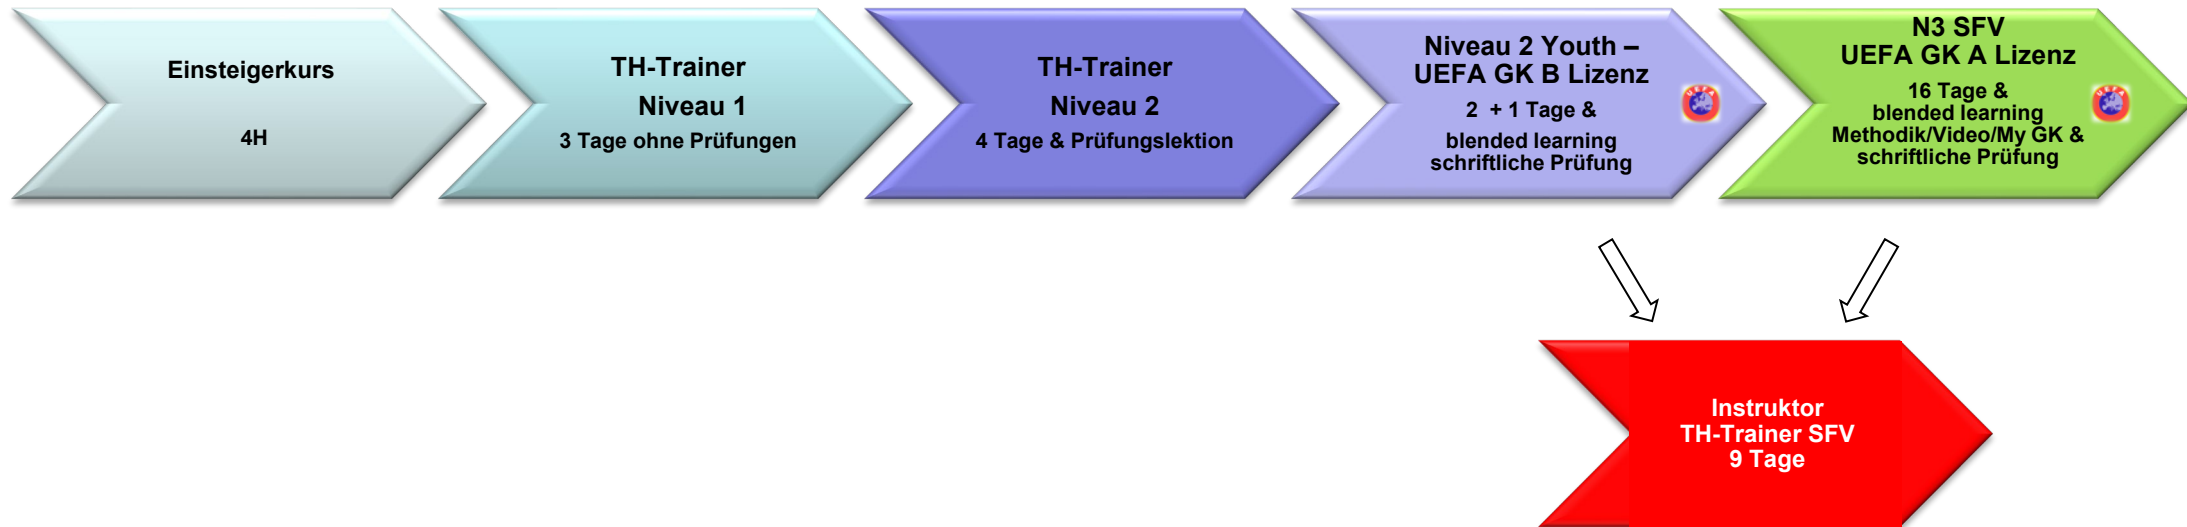 Einsteigerkurs
4H
TH-Trainer
Niveau 1
3 Tage ohne Prüfungen
TH-Trainer
Niveau 2
4 Tage & Prüfungslektion
Niveau 2 Youth –
UEFA GK B Lizenz
2 + 1 Tage &
blended learning
schriftliche Prüfung
UEFA
N3 SFV
UEFA GK A Lizenz
16 Tage &
blended learning
Methodik/Video/My GK &
schriftliche Prüfung
UEFA
Instruktor
TH-Trainer SFV
9 Tage